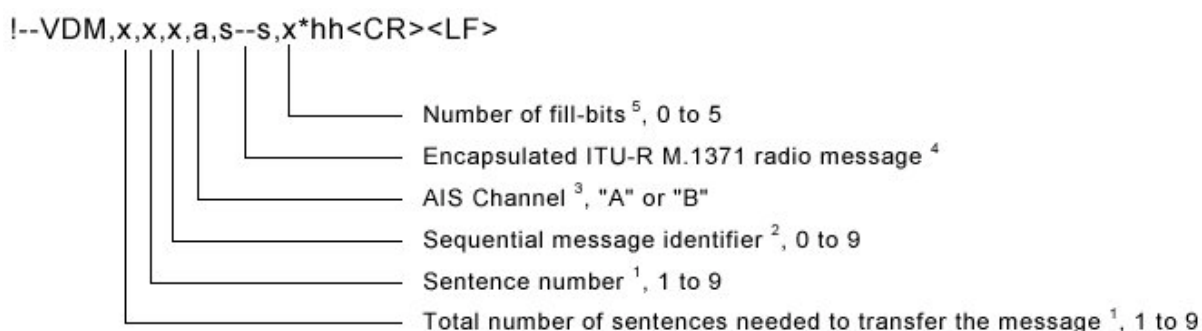 !--VDM,x,x,x,a,s--s,x*hh<CR><LF>
Number of fill-bits ⁵, 0 to 5
Encapsulated ITU-R M.1371 radio message ⁴
AIS Channel ³, "A" or "B"
Sequential message identifier ², 0 to 9
Sentence number ¹, 1 to 9
Total number of sentences needed to transfer the message ¹, 1 to 9